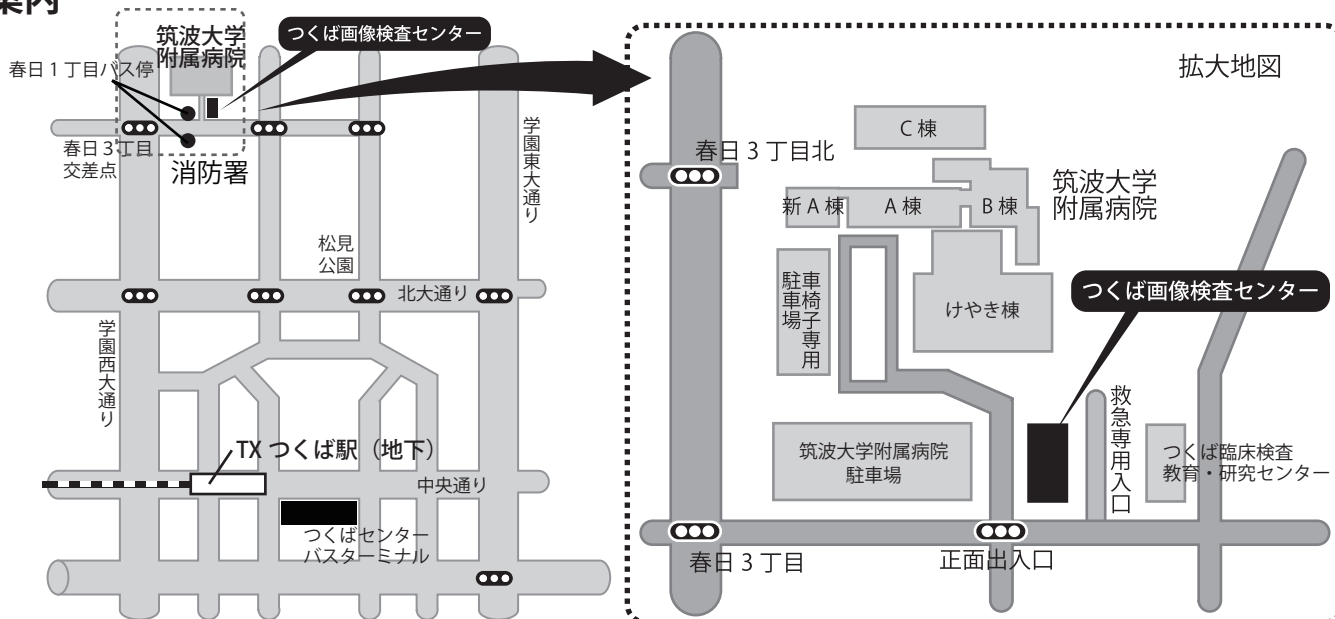 案内
筑波大学
附属病院
つくば画像検査センター
春日1丁目バス停
春日3丁目
交差点
消防署
学園東大通り
松見
公園
北大通り
学園西大通り
TX つくば駅（地下）
中央通り
つくばセンター
バスターミナル
拡大地図
C棟
春日3丁目北
新A棟
A棟
B棟
筑波大学
附属病院
車椅子専用
駐車場
けやき棟
つくば画像検査センター
救急専用入口
筑波大学附属病院
駐車場
つくば臨床検査
教育・研究センター
春日3丁目
正面出入口